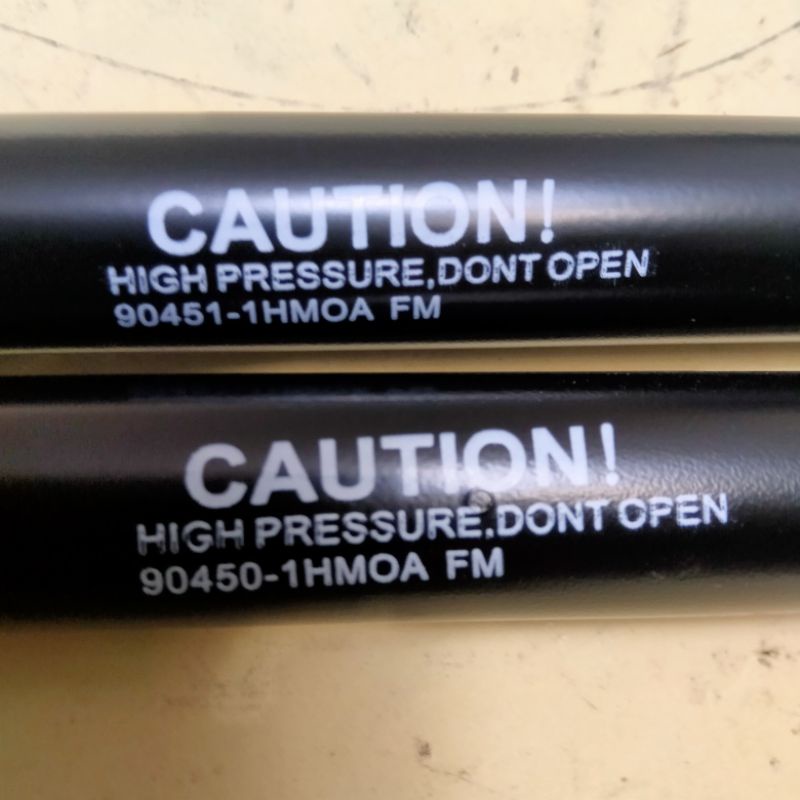 CAUTION!
HIGH PRESSURE,DONT OPEN
90451-1HMOA FM
CAUTION!
HIGH PRESSURE,DONT OPEN
90450-1HMOA FM